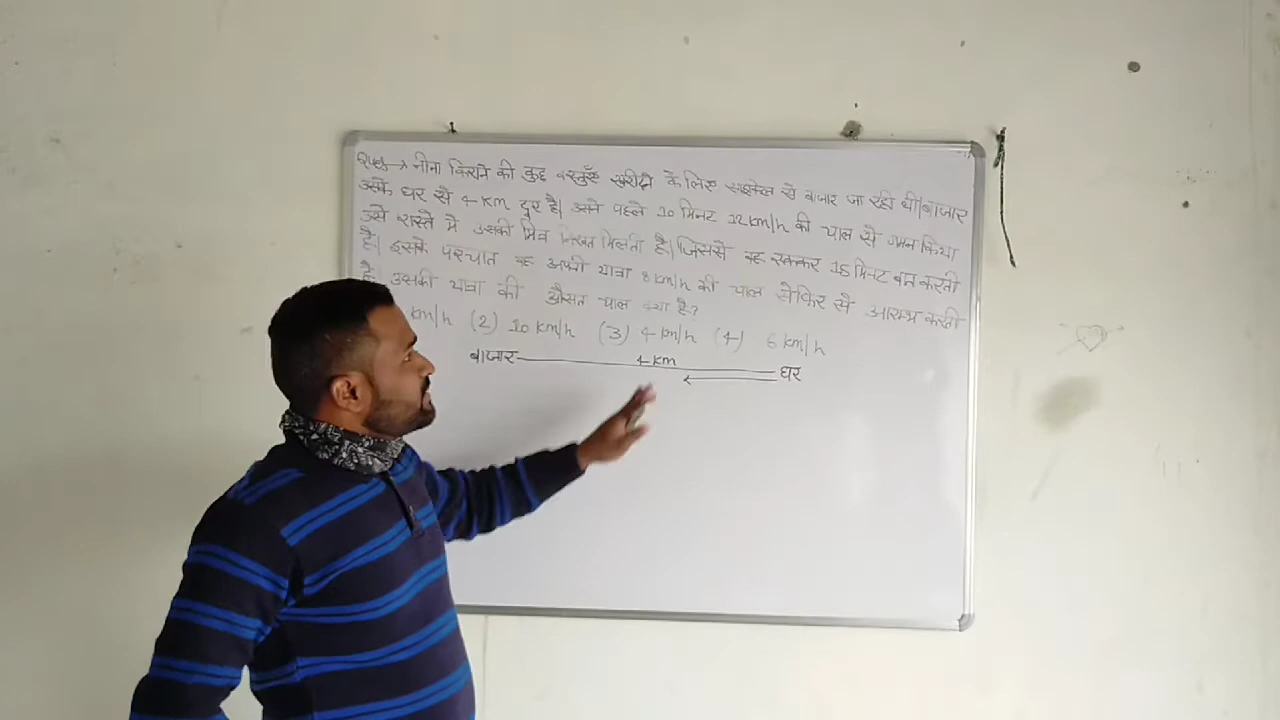 Ques → नीना किराने की कुछ वस्तुएँ खरीदने के लिए साइकिल से बाजार जा रही थी। बाजार
उसके घर से 4 km दूर है। उसने पहले 10 मिनट 12 km/h की चाल से गमन किया
उसे रास्ते मे उसकी मित्र मिलती है। जिससे वह रुककर 15 मिनट बात करती
है। इसके पश्चात वह अपनी यात्रा 8 km/h की चाल से फिर से आरम्भ करती
है। उसकी यात्रा की औसत चाल क्या है?
km/h (2) 10 km/h (3) 4 km/h (4) 6 km/h
बाजार 4 km घर